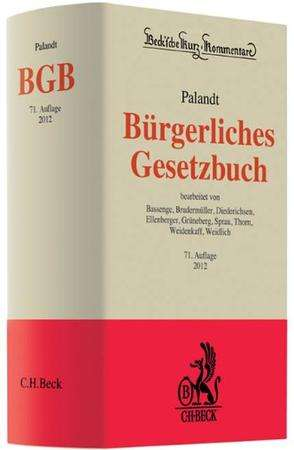 Palandt
BGB
71. Auflage
2012
C.H.Beck
Beck'sche Kurz-Kommentare
Palandt
Bürgerliches
Gesetzbuch
bearbeitet von
Bassenge, Brudermüller, Diederichsen,
Ellenberger, Grüneberg, Sprau, Thorn,
Weidenkaff, Weidlich
71. Auflage
2012
B
C·H·BECK